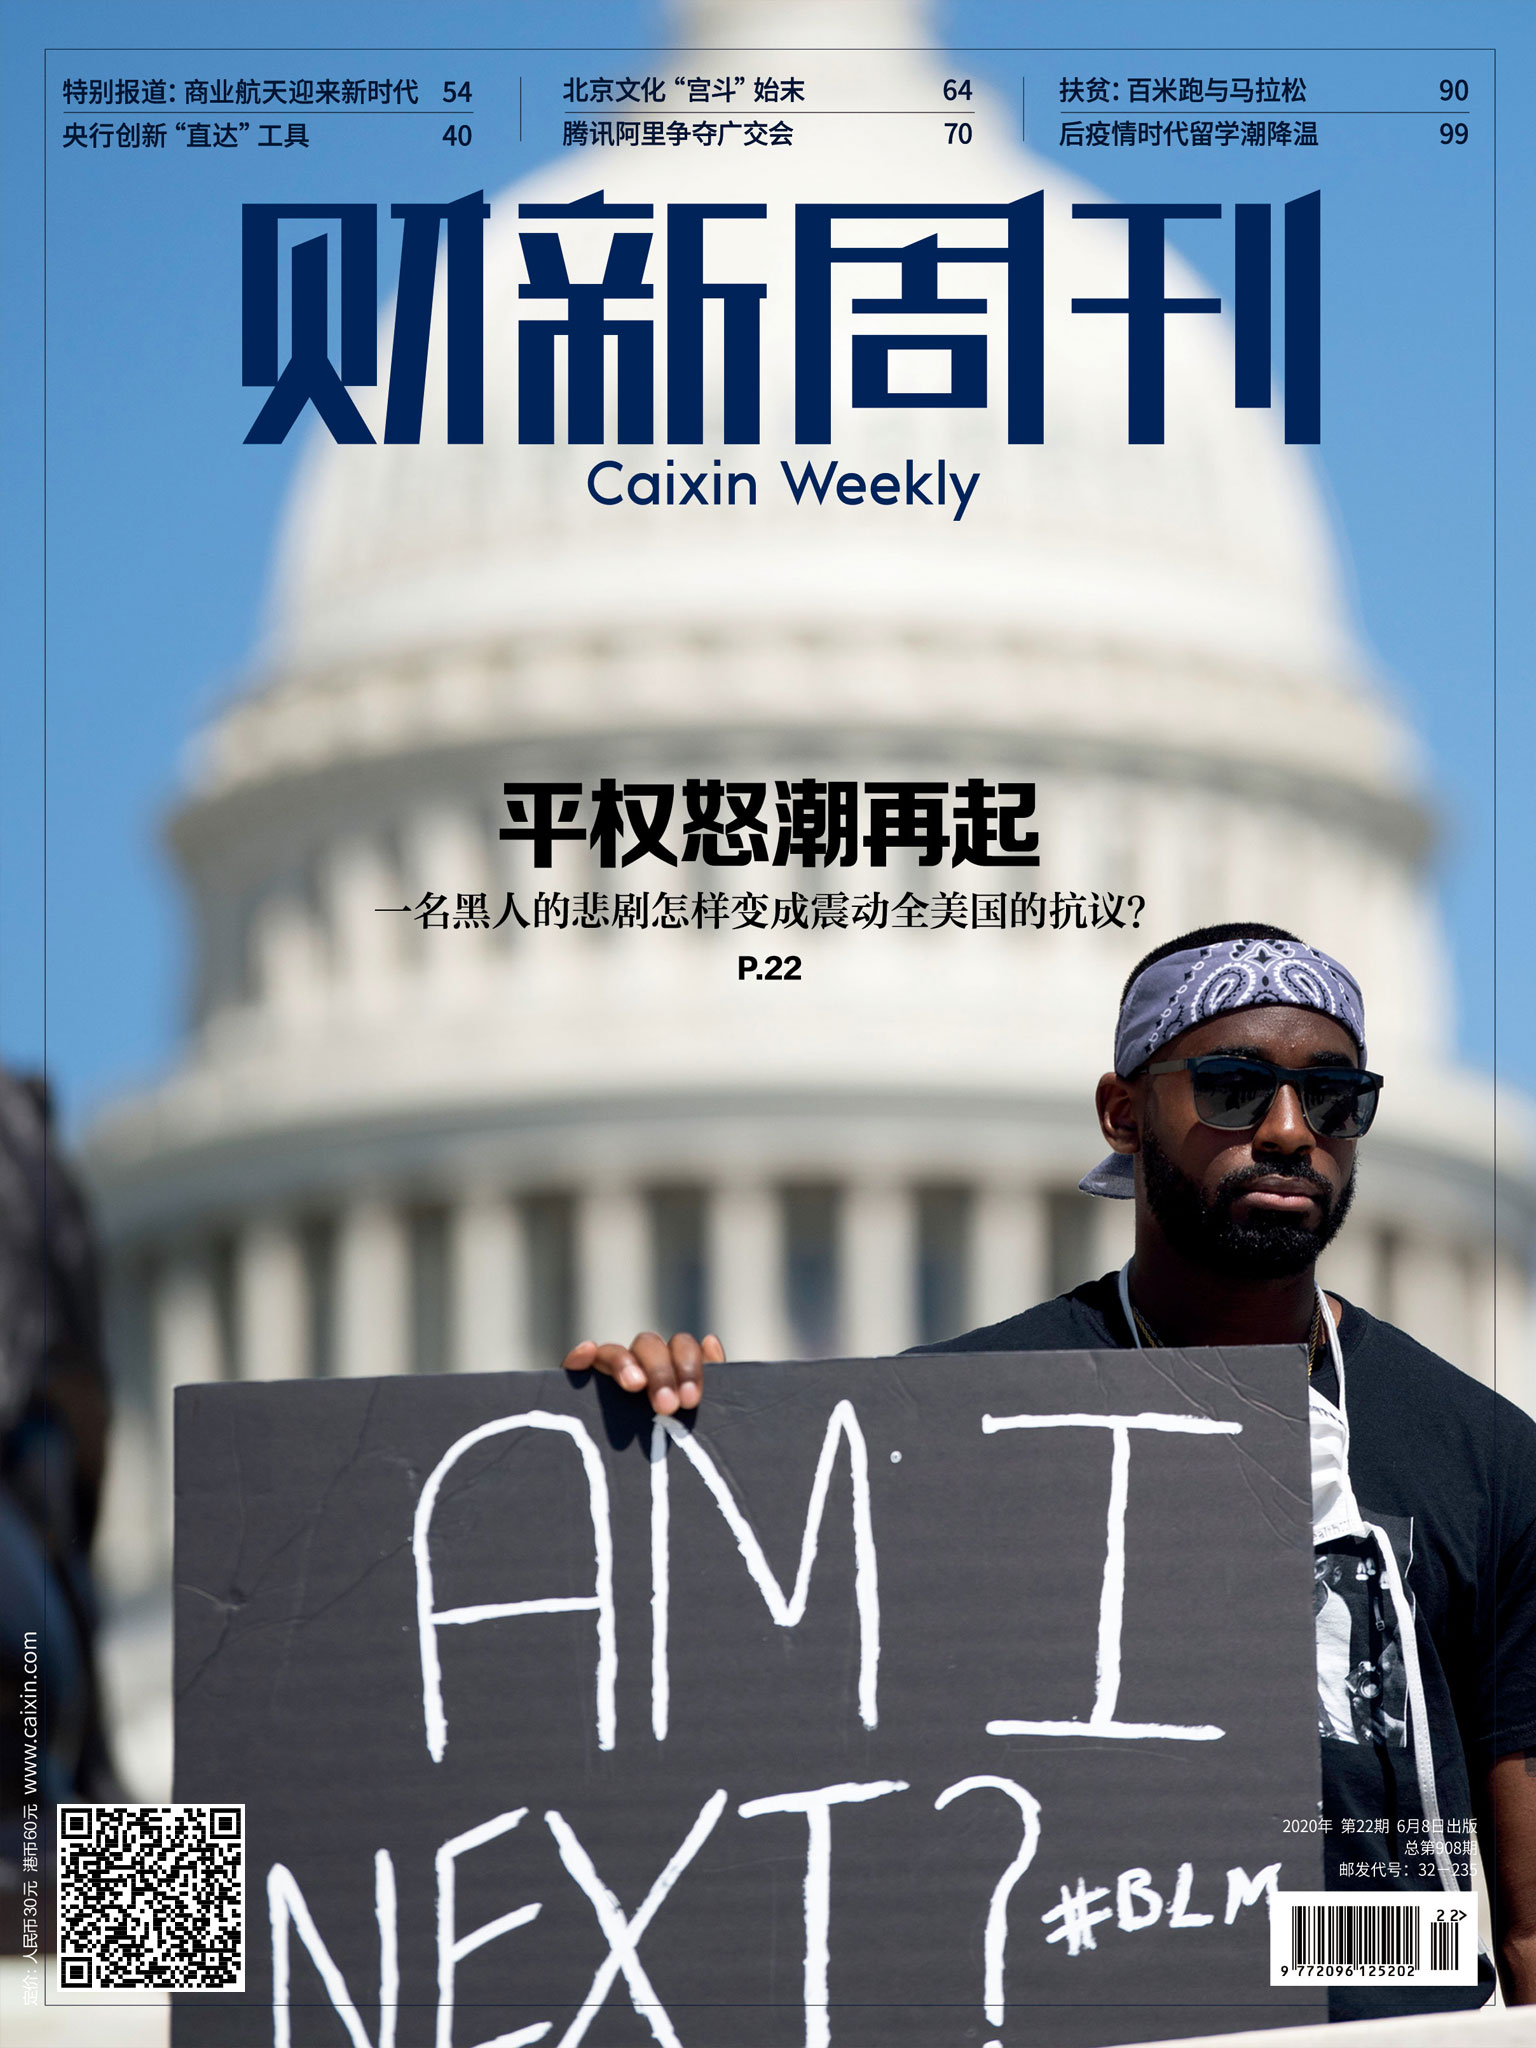 特别报道：商业航天迎来新时代 54
央行创新“直达”工具 40
北京文化“宫斗”始末 64
腾讯阿里争夺广交会 70
扶贫：百米跑与马拉松 90
后疫情时代留学潮降温 99
财新周刊
Caixin Weekly
平权怒潮再起
一名黑人的悲剧怎样变成震动全美国的抗议？
P.22
AM I
NEXT?
#BLM
2020年 第22期 6月8日出版
总第908期
邮发代号：32－235
22>
9 772096 125202
定价：人民币30元 港币60元 www.caixin.com